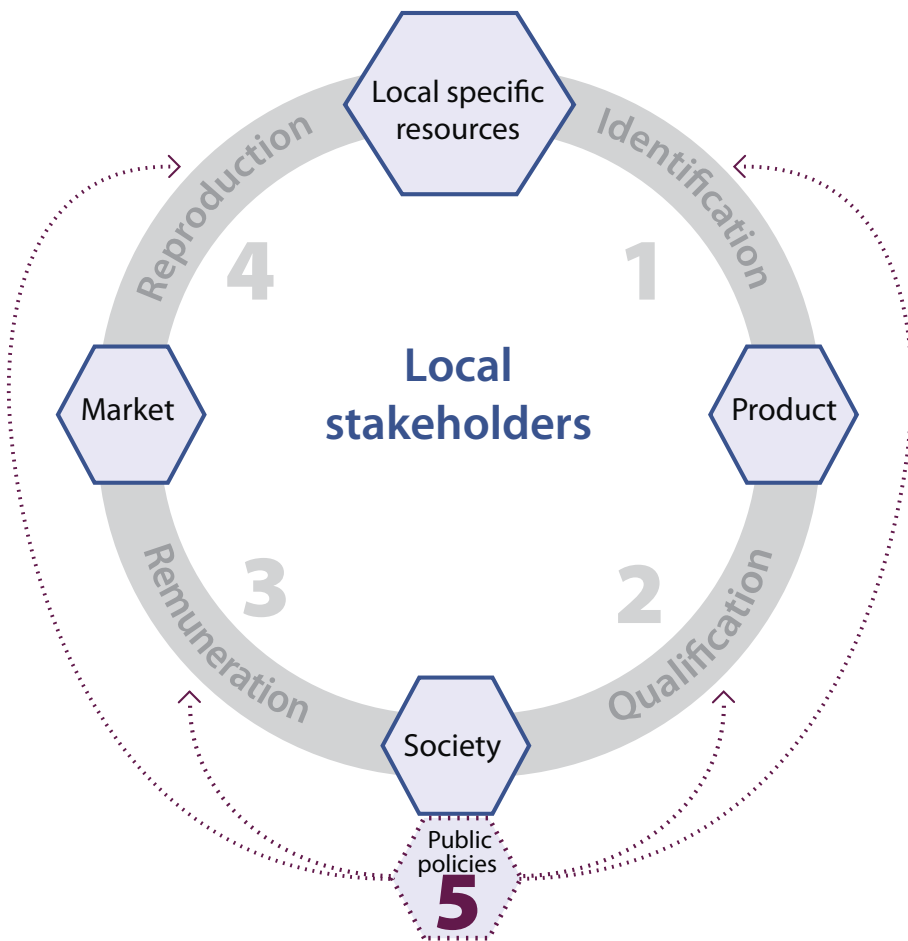 Local specific
resources
Identification
Reproduction
4
1
Local
stakeholders
Market
Product
3
2
Remuneration
Qualification
Society
Public
policies
5